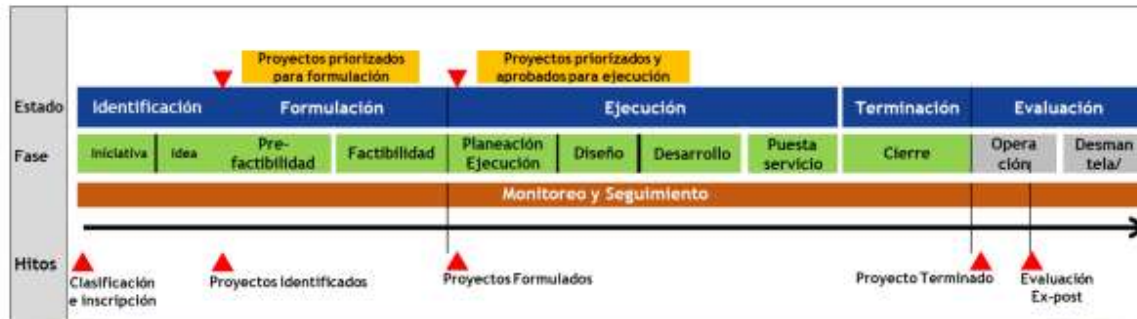 Proyectos priorizados
para formulación
Proyectos priorizados y
aprobados para ejecución
Estado
Identificación
Formulación
Ejecución
Terminación
Evaluación
Fase
Iniciativa
Idea
Pre-
factibilidad
Factibilidad
Planeación
Ejecución
Diseño
Desarrollo
Puesta
servicio
Cierre
Opera
ción
Desman
tela/
Monitoreo y Seguimiento
Hitos
Clasificación
e inscripción
Proyectos Identificados
Proyectos Formulados
Proyecto Terminado
Evaluación
Ex-post